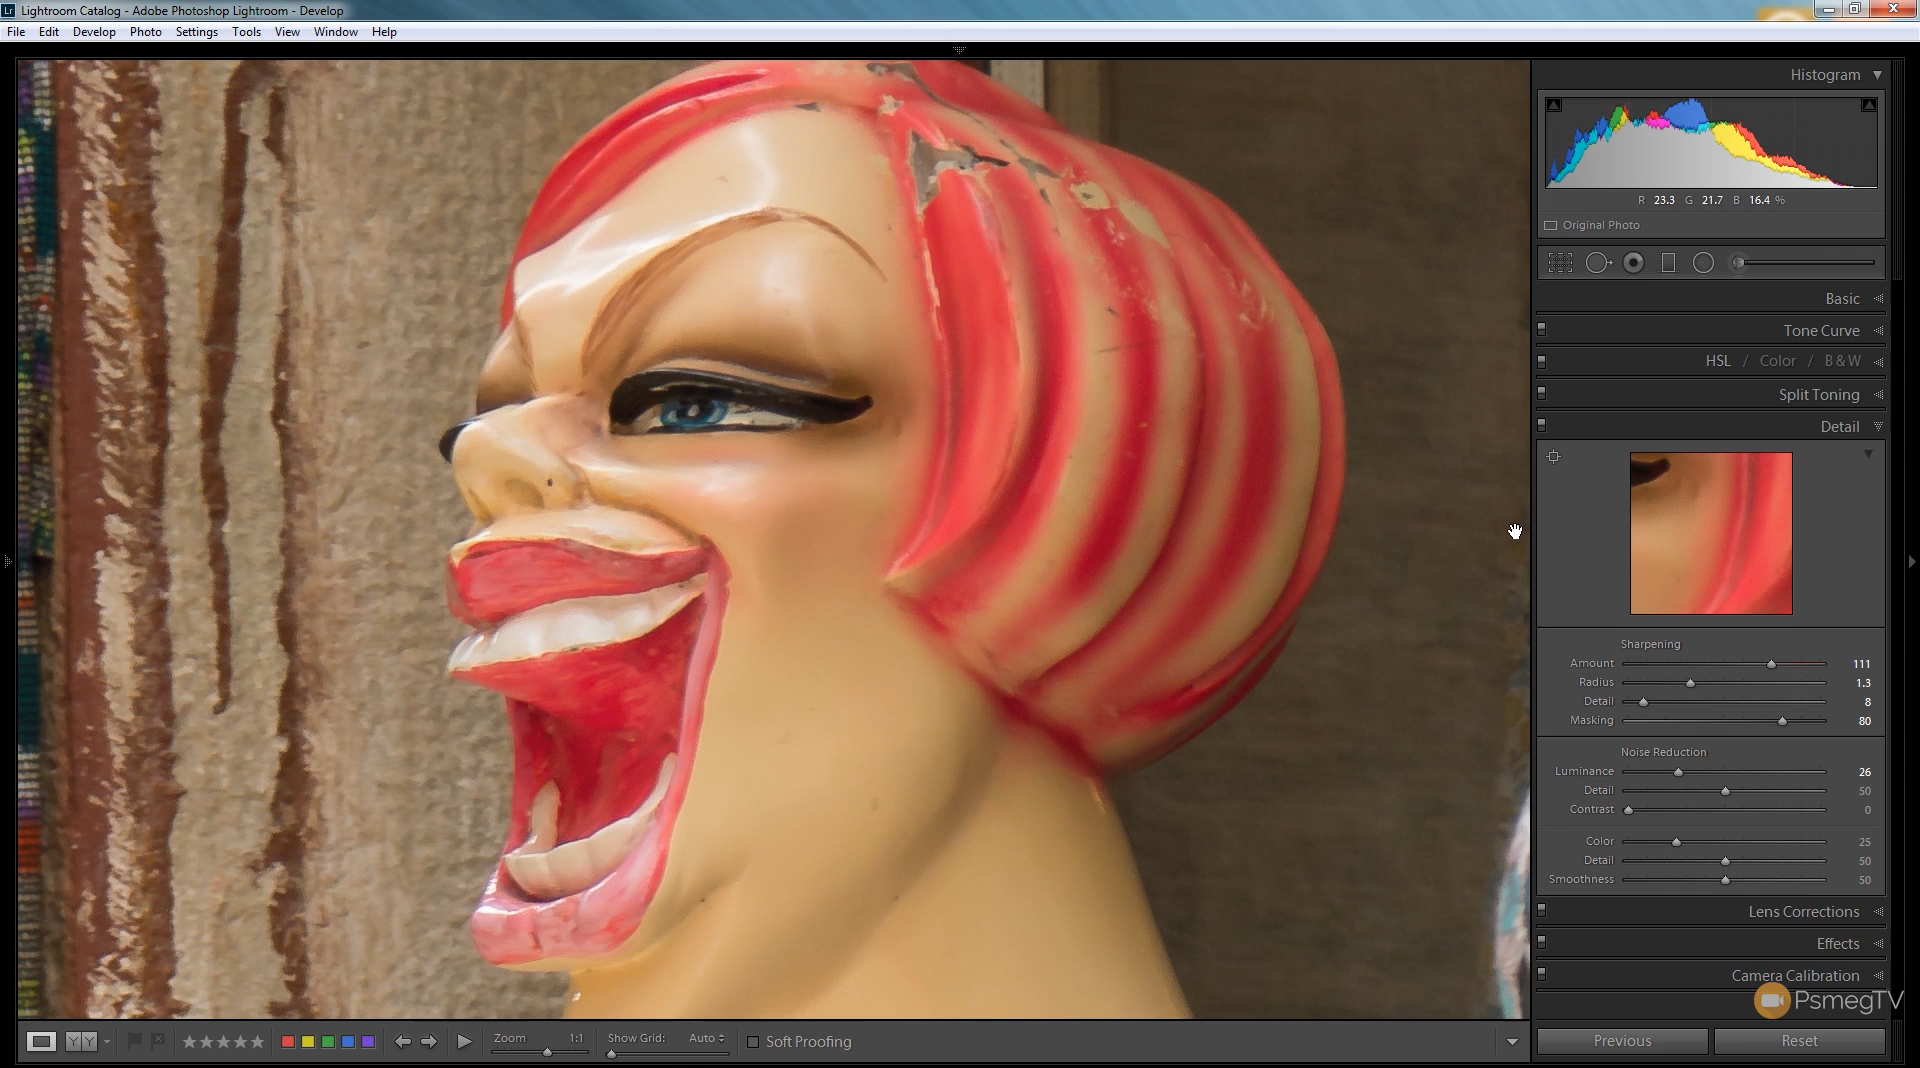 Lr Lightroom Catalog - Adobe Photoshop Lightroom - Develop
File Edit Develop Photo Settings Tools View Window Help
Histogram
R 23.3 G 21.7 B 16.4 %
Original Photo
Basic
Tone Curve
HSL / Color / B & W
Split Toning
Detail
Sharpening
Amount 111
Radius 1.3
Detail 8
Masking 80
Noise Reduction
Luminance 26
Detail 50
Contrast 0
Color 25
Detail 50
Smoothness 50
Lens Corrections
Effects
Camera Calibration
PsmegTV
YY Zoom 1:1 Show Grid: Auto Soft Proofing
Previous Reset